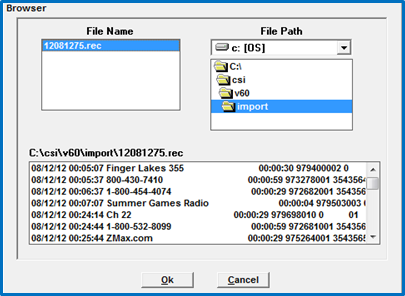 Browser
File Name
File Path
12081275.rec
c: [OS]
C:\
csi
v60
import
C:\csi\v60\import\12081275.rec
08/12/12 00:05:07 Finger Lakes 355 00:00:30 979400002 0
08/12/12 00:05:37 800-430-7410 00:00:59 973278001 3543564
08/12/12 00:06:37 1-800-454-4074 00:00:29 972682001 3543565
08/12/12 00:07:07 Summer Games Radio 00:00:04 979503003 0
08/12/12 00:24:14 Ch 22 00:00:29 979698010 0 01
08/12/12 00:24:44 1-800-532-8099 00:00:59 972681001 3543565
08/12/12 00:25:44 ZMax.com 00:00:29 975264001 3543565
Ok
Cancel